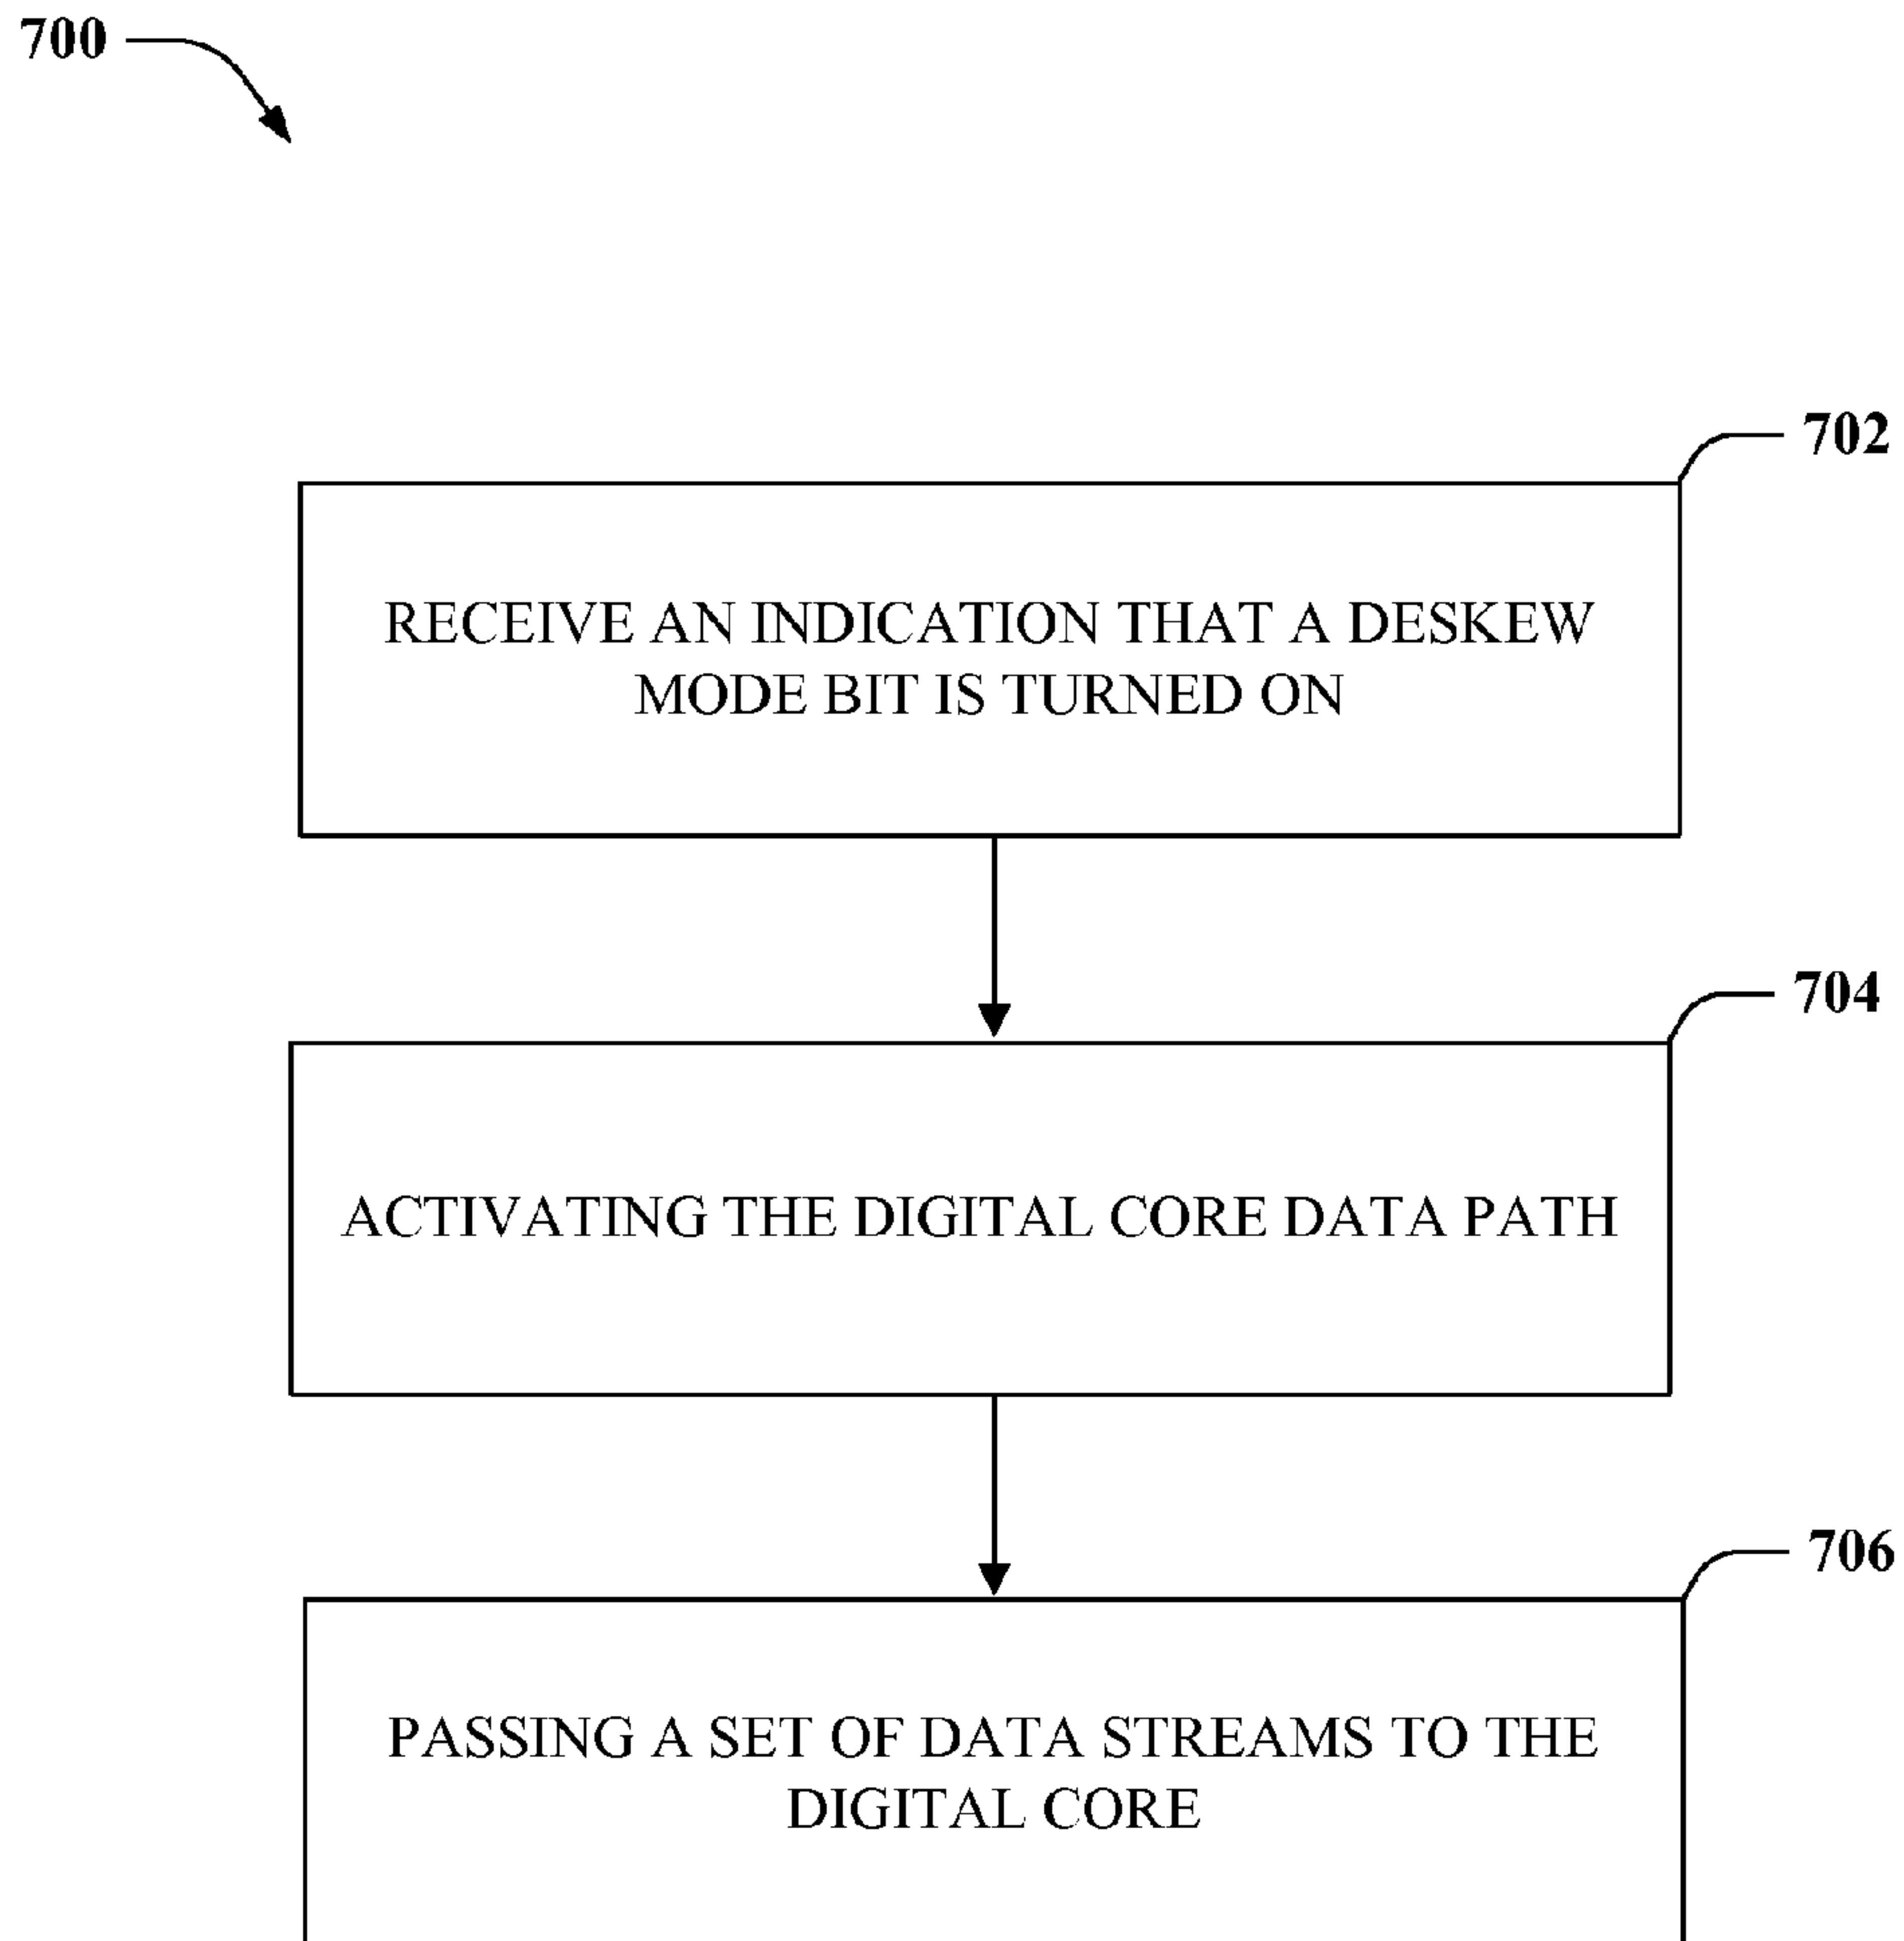 700
702
RECEIVE AN INDICATION THAT A DESKEW
MODE BIT IS TURNED ON
704
ACTIVATING THE DIGITAL CORE DATA PATH
706
PASSING A SET OF DATA STREAMS TO THE
DIGITAL CORE